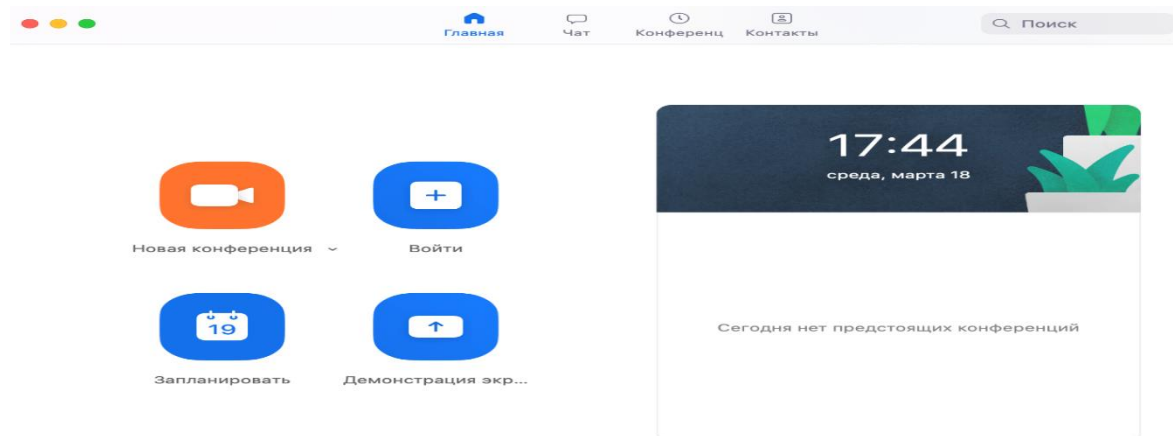 Главная
Чат
Конференц
Контакты
Поиск
17:44
среда, марта 18
Новая конференция
Войти
19
Запланировать
Демонстрация экр...
Сегодня нет предстоящих конференций